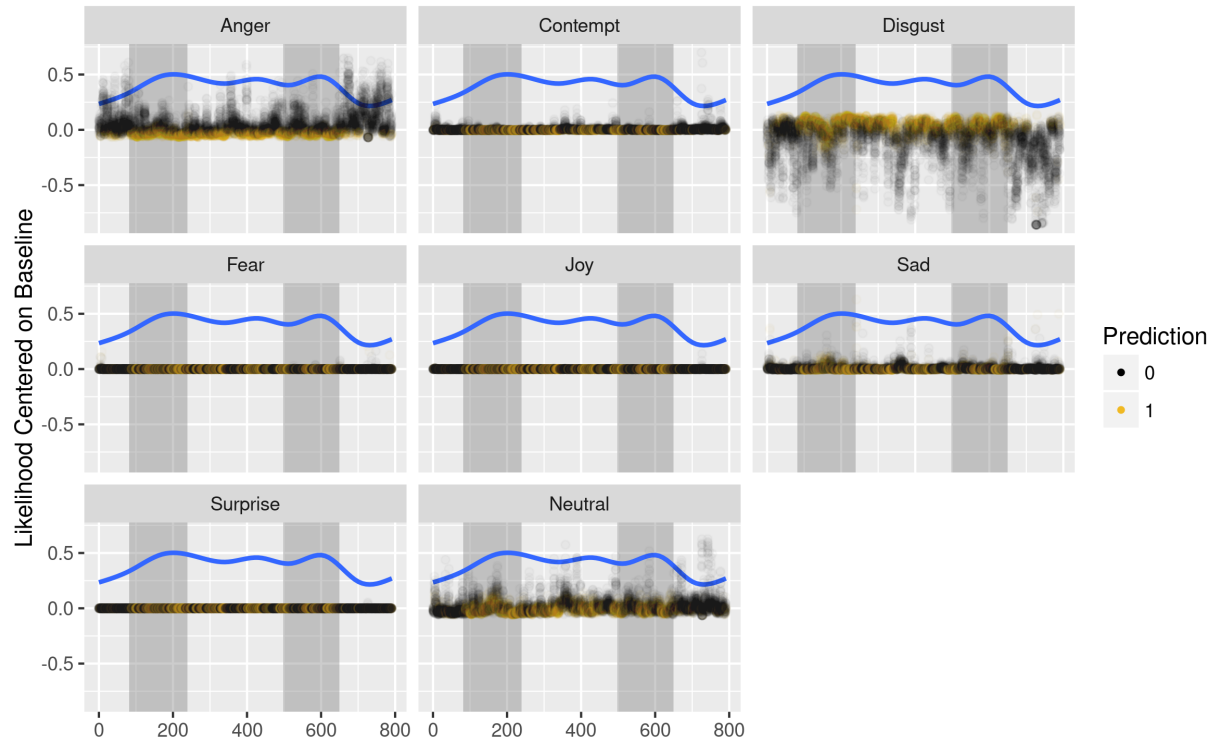 Anger Contempt Disgust
0.5
0.0
-0.5
Fear Joy Sad
0.5
0.0
-0.5
Surprise Neutral
0.5
0.0
-0.5
0 200 400 600 800 0 200 400 600 800
Likelihood Centered on Baseline
Prediction
0
1